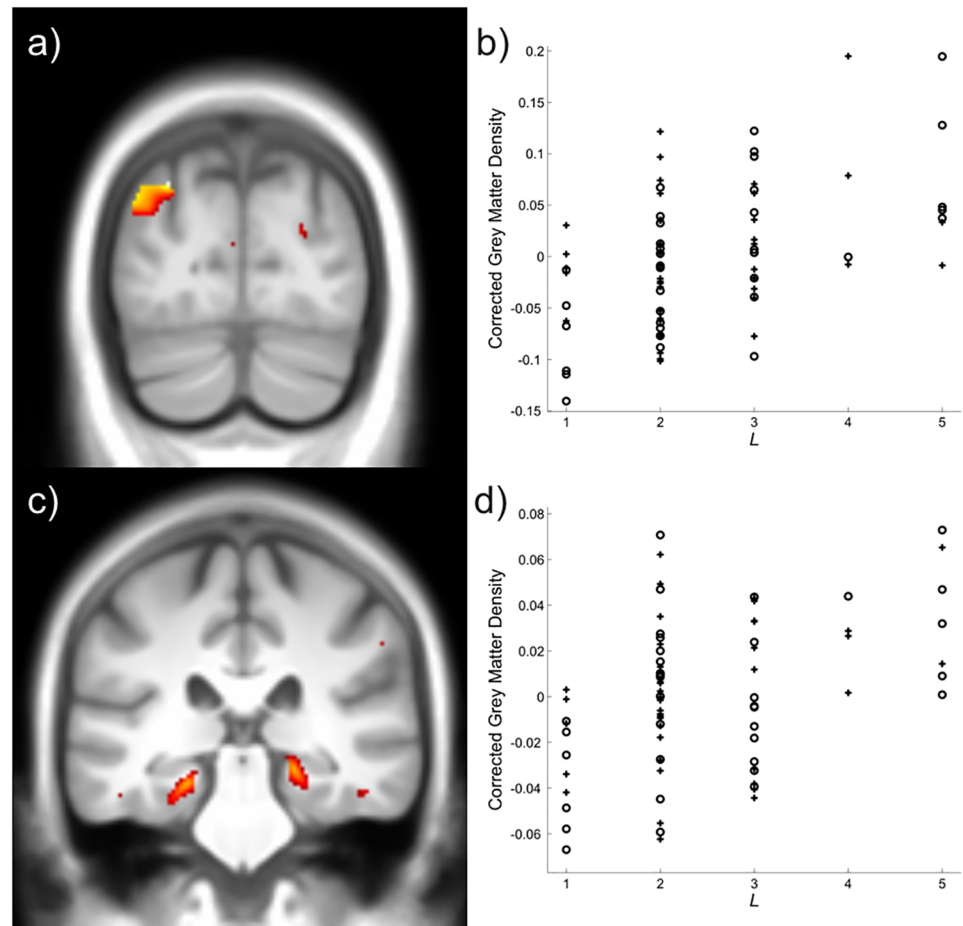 a)
b)
0.2
0.15
0.1
0.05
0
-0.05
-0.1
-0.15
Corrected Grey Matter Density
1 2 3 4 5
L
c)
d)
0.08
0.06
0.04
0.02
0
-0.02
-0.04
-0.06
Corrected Grey Matter Density
1 2 3 4 5
L